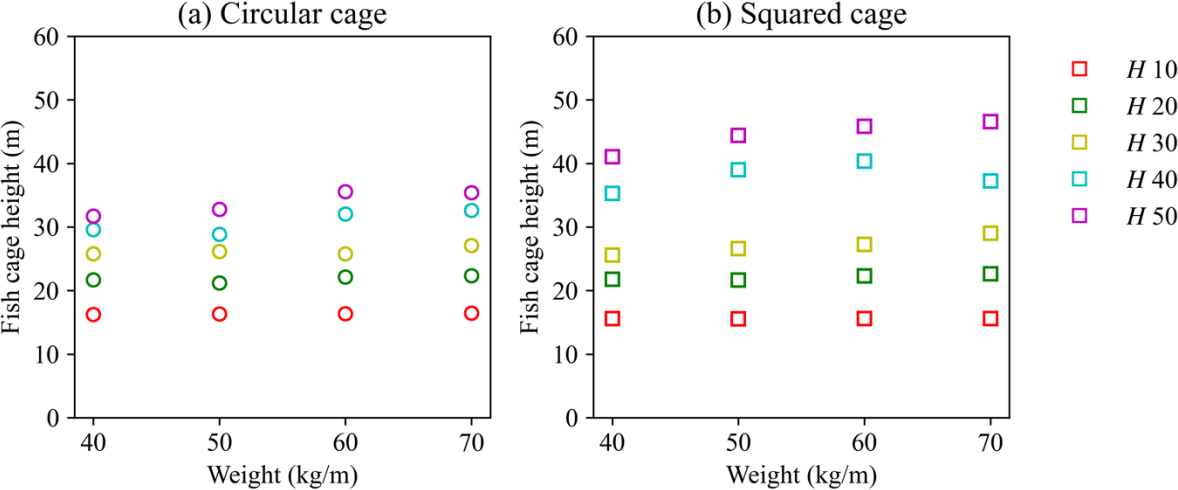 (a) Circular cage
(b) Squared cage
Fish cage height (m)
60
50
40
30
20
10
0
40 50 60 70
Weight (kg/m)
Fish cage height (m)
60
50
40
30
20
10
0
40 50 60 70
Weight (kg/m)
H 10
H 20
H 30
H 40
H 50